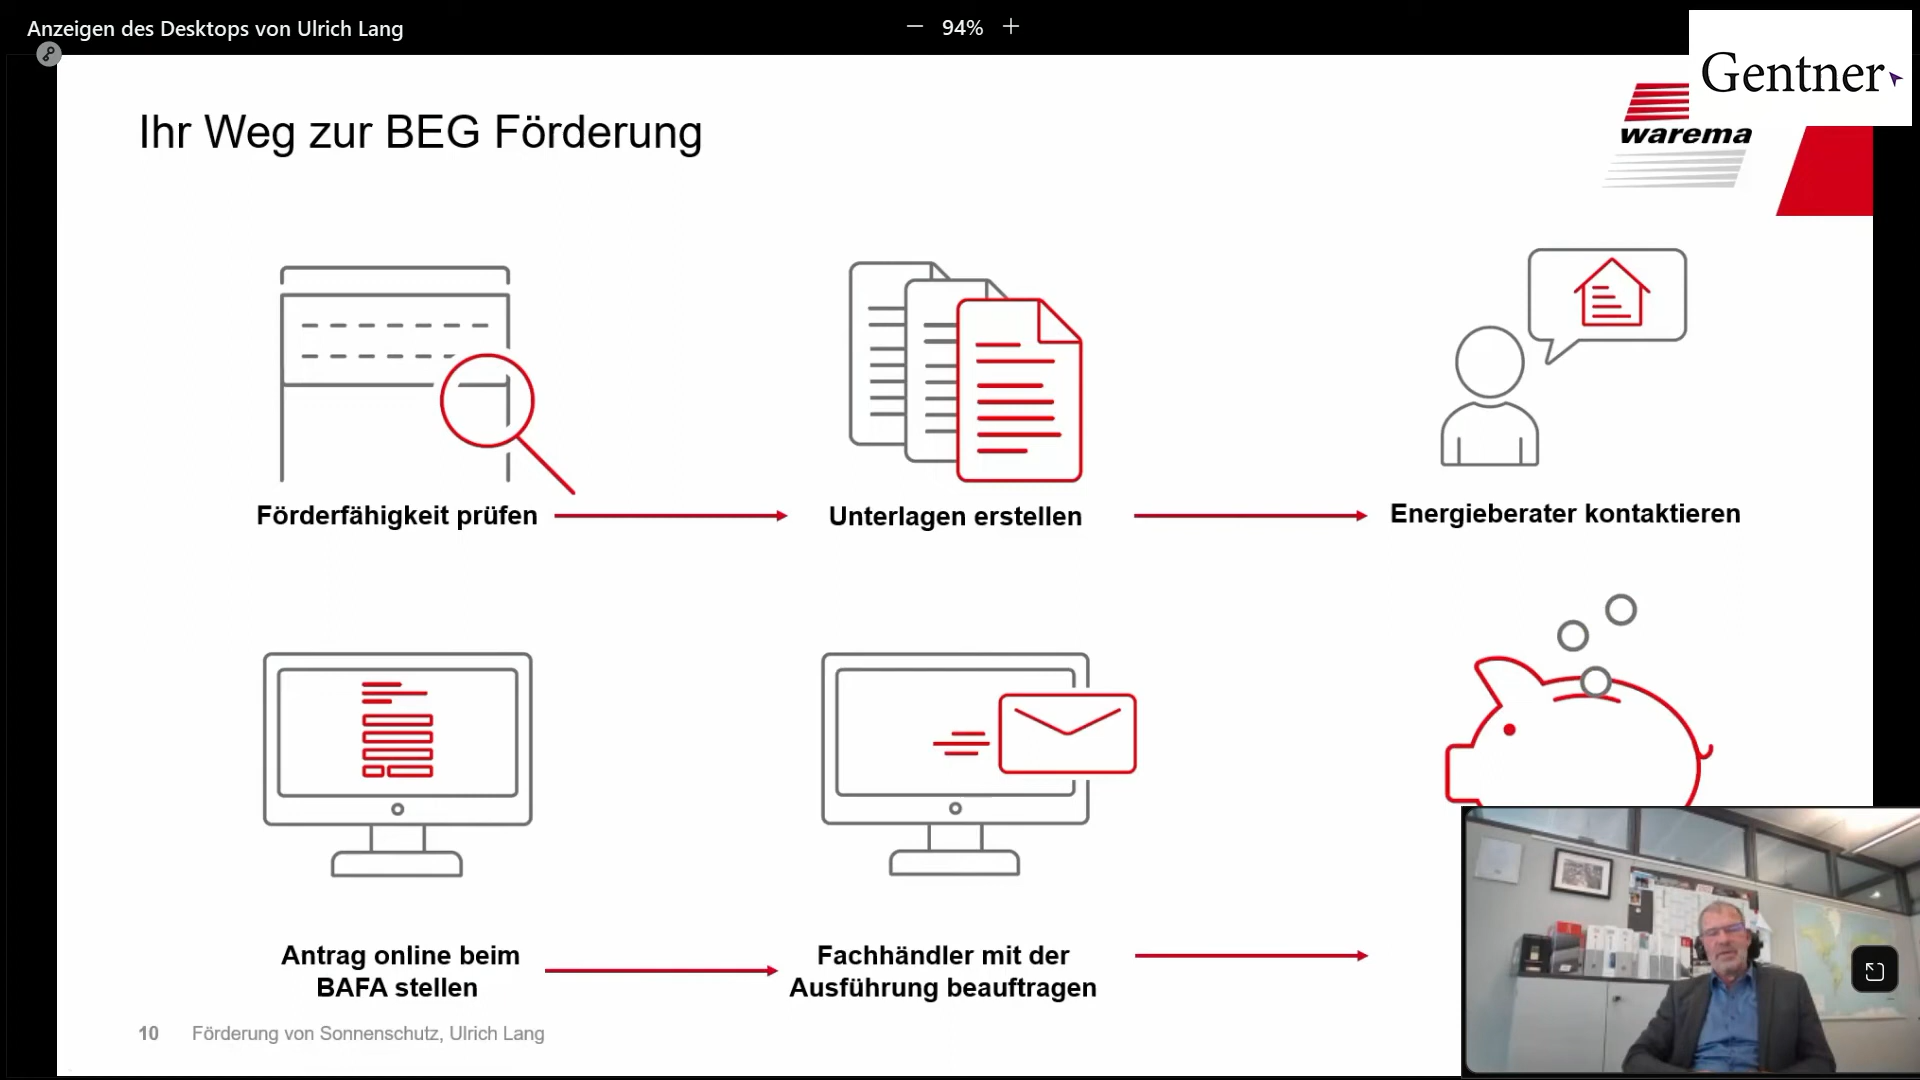 Anzeigen des Desktops von Ulrich Lang
94%
Gentner
warema
Ihr Weg zur BEG Förderung
Förderfähigkeit prüfen
Unterlagen erstellen
Energieberater kontaktieren
Antrag online beim
BAFA stellen
Fachhändler mit der
Ausführung beauftragen
10 Förderung von Sonnenschutz, Ulrich Lang